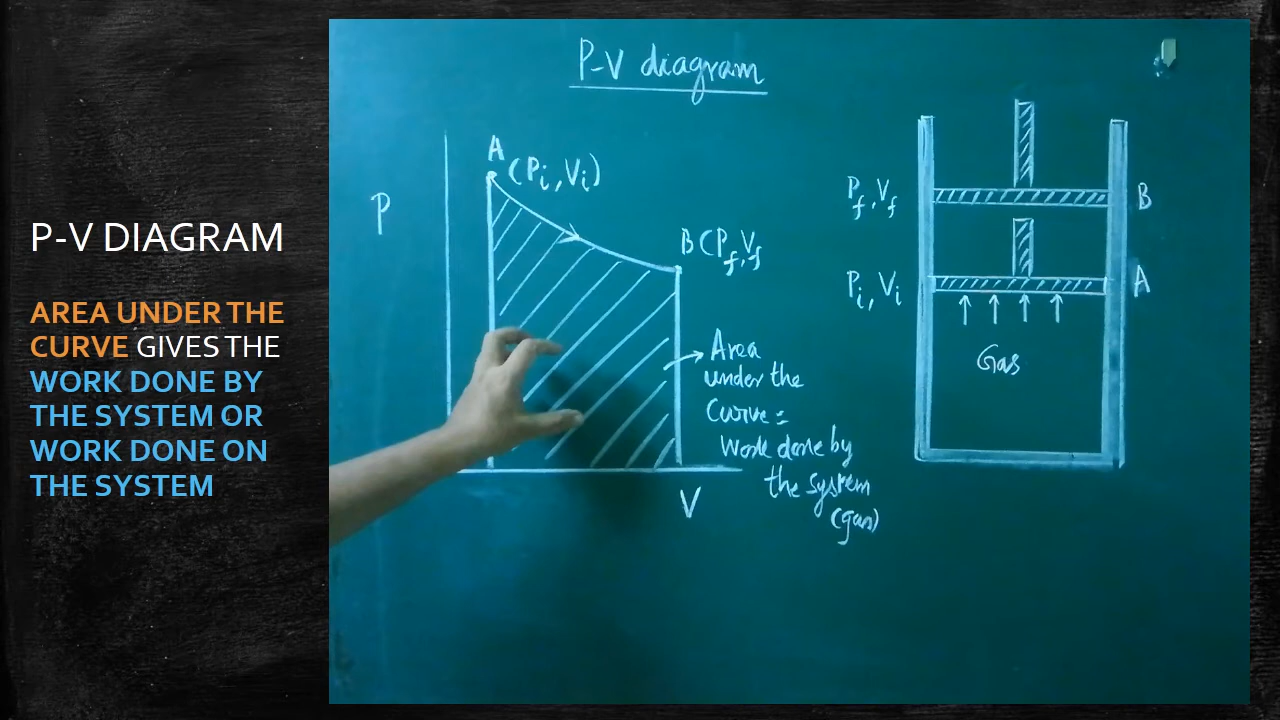 P-V DIAGRAM
AREA UNDER THE
CURVE GIVES THE
WORK DONE BY
THE SYSTEM OR
WORK DONE ON
THE SYSTEM
P-V diagram
A
(Pi, Vi)
P
B (Pf, Vf
Area
under the
Curve =
Work done by
the system
(gas)
V
Pf, Vf
B
Pi, Vi
A
Gas